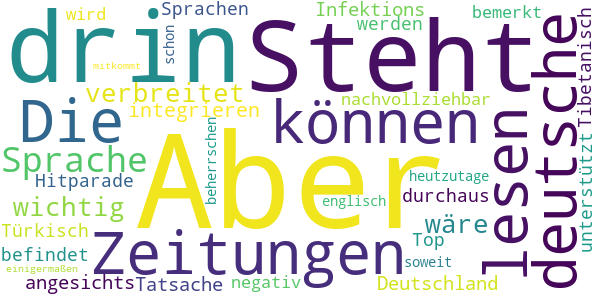 drin
Steht
Aber
Die
können
Zeitungen
lesen
deutsche
Sprache
wird
schon
Sprachen
Infektions
werden
bemerkt
mitkommt
verbreitet
integrieren
nachvollziehbar
Tibetanisch
unterstützt
Hitparade
beherrschen
heutzutage
durchaus
wichtig
englisch
wäre
Türkisch
Top
befindet
soweit
einigermaßen
angesichts
Tatsache
negativ
Deutschland